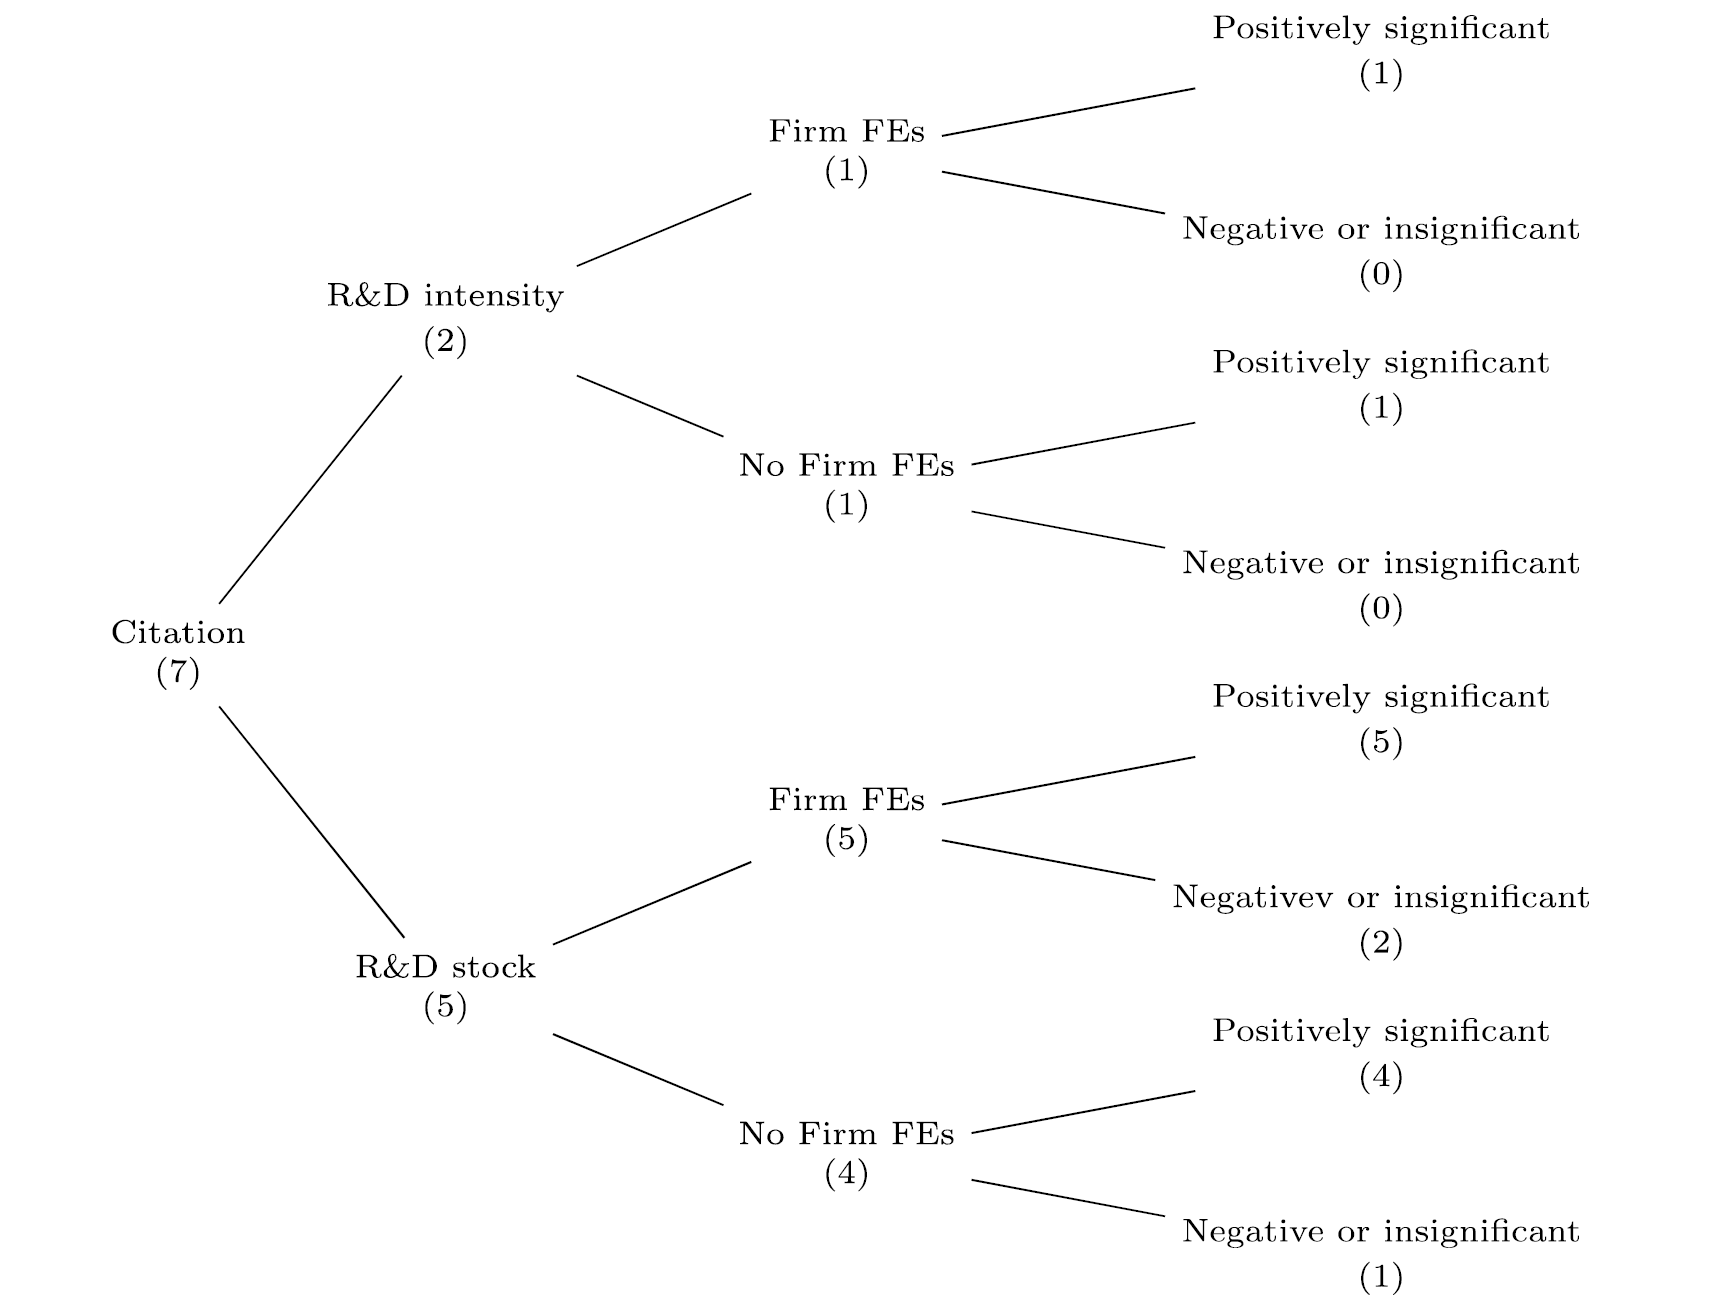 Positively significant
(1)
Firm FEs
(1)
Negative or insignificant
(0)
R&D intensity
(2)
Positively significant
(1)
No Firm FEs
(1)
Negative or insignificant
(0)
Citation
(7)
Positively significant
(5)
Firm FEs
(5)
Negativev or insignificant
(2)
R&D stock
(5)
Positively significant
(4)
No Firm FEs
(4)
Negative or insignificant
(1)